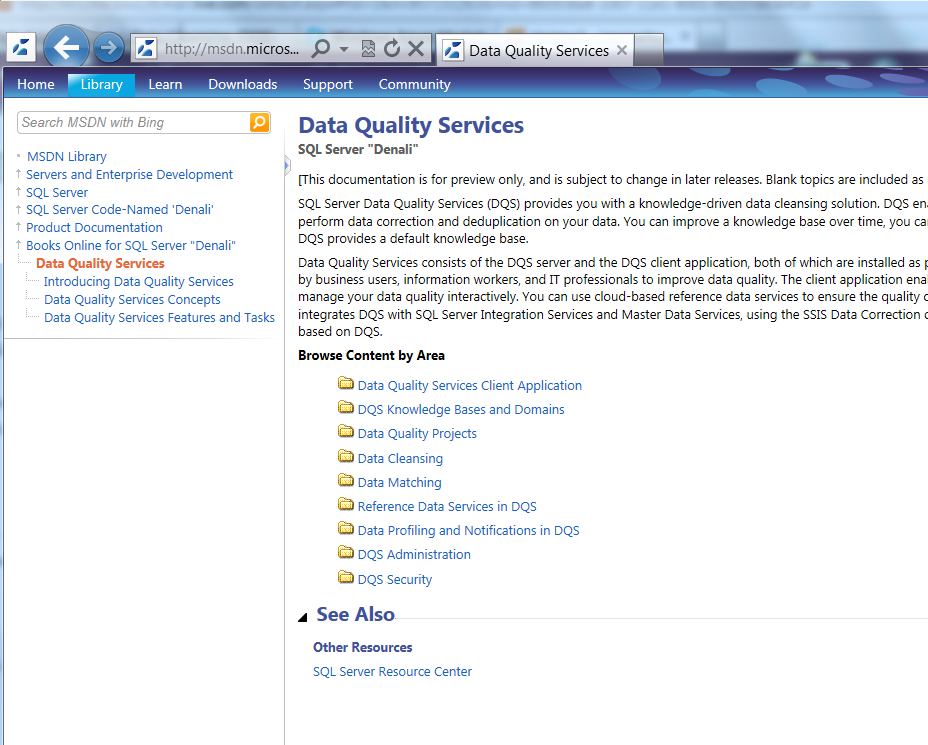 http://msdn.micros...
Data Quality Services
Home Library Learn Downloads Support Community
Search MSDN with Bing
MSDN Library
Servers and Enterprise Development
SQL Server
SQL Server Code-Named 'Denali'
Product Documentation
Books Online for SQL Server "Denali"
Data Quality Services
Introducing Data Quality Services
Data Quality Services Concepts
Data Quality Services Features and Tasks
Data Quality Services
SQL Server "Denali"
[This documentation is for preview only, and is subject to change in later releases. Blank topics are included as
SQL Server Data Quality Services (DQS) provides you with a knowledge-driven data cleansing solution. DQS ena
perform data correction and deduplication on your data. You can improve a knowledge base over time, you ca
DQS provides a default knowledge base.
Data Quality Services consists of the DQS server and the DQS client application, both of which are installed as p
by business users, information workers, and IT professionals to improve data quality. The client application ena
manage your data quality interactively. You can use cloud-based reference data services to ensure the quality o
integrates DQS with SQL Server Integration Services and Master Data Services, using the SSIS Data Correction c
based on DQS.
Browse Content by Area
Data Quality Services Client Application
DQS Knowledge Bases and Domains
Data Quality Projects
Data Cleansing
Data Matching
Reference Data Services in DQS
Data Profiling and Notifications in DQS
DQS Administration
DQS Security
See Also
Other Resources
SQL Server Resource Center